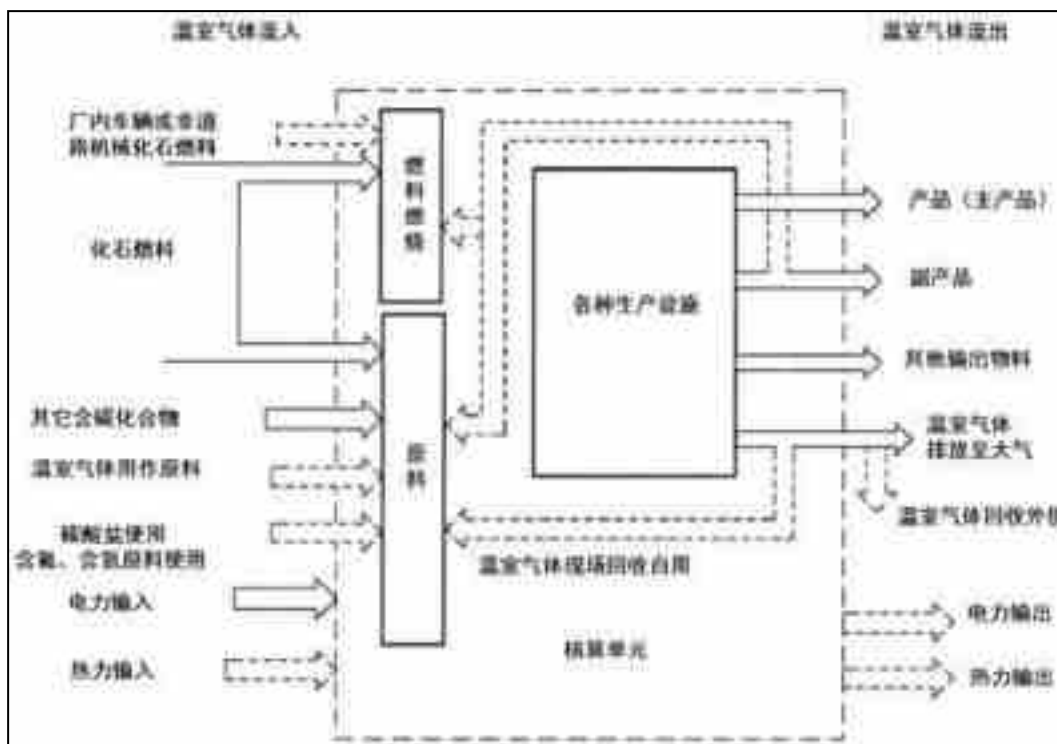 温室气体流入
温室气体流出
厂内车辆或非道
路机械化石燃料
燃料燃烧
化石燃料
各种生产设施
产品（主产品）
副产品
其他输出物料
其它含碳化合物
原料
温室气体
排放至大气
温室气体用作原料
温室气体回收外供
碳酸盐使用
含氟、含氯原料使用
温室气体现场回收自用
电力输入
电力输出
核算单元
热力输入
热力输出